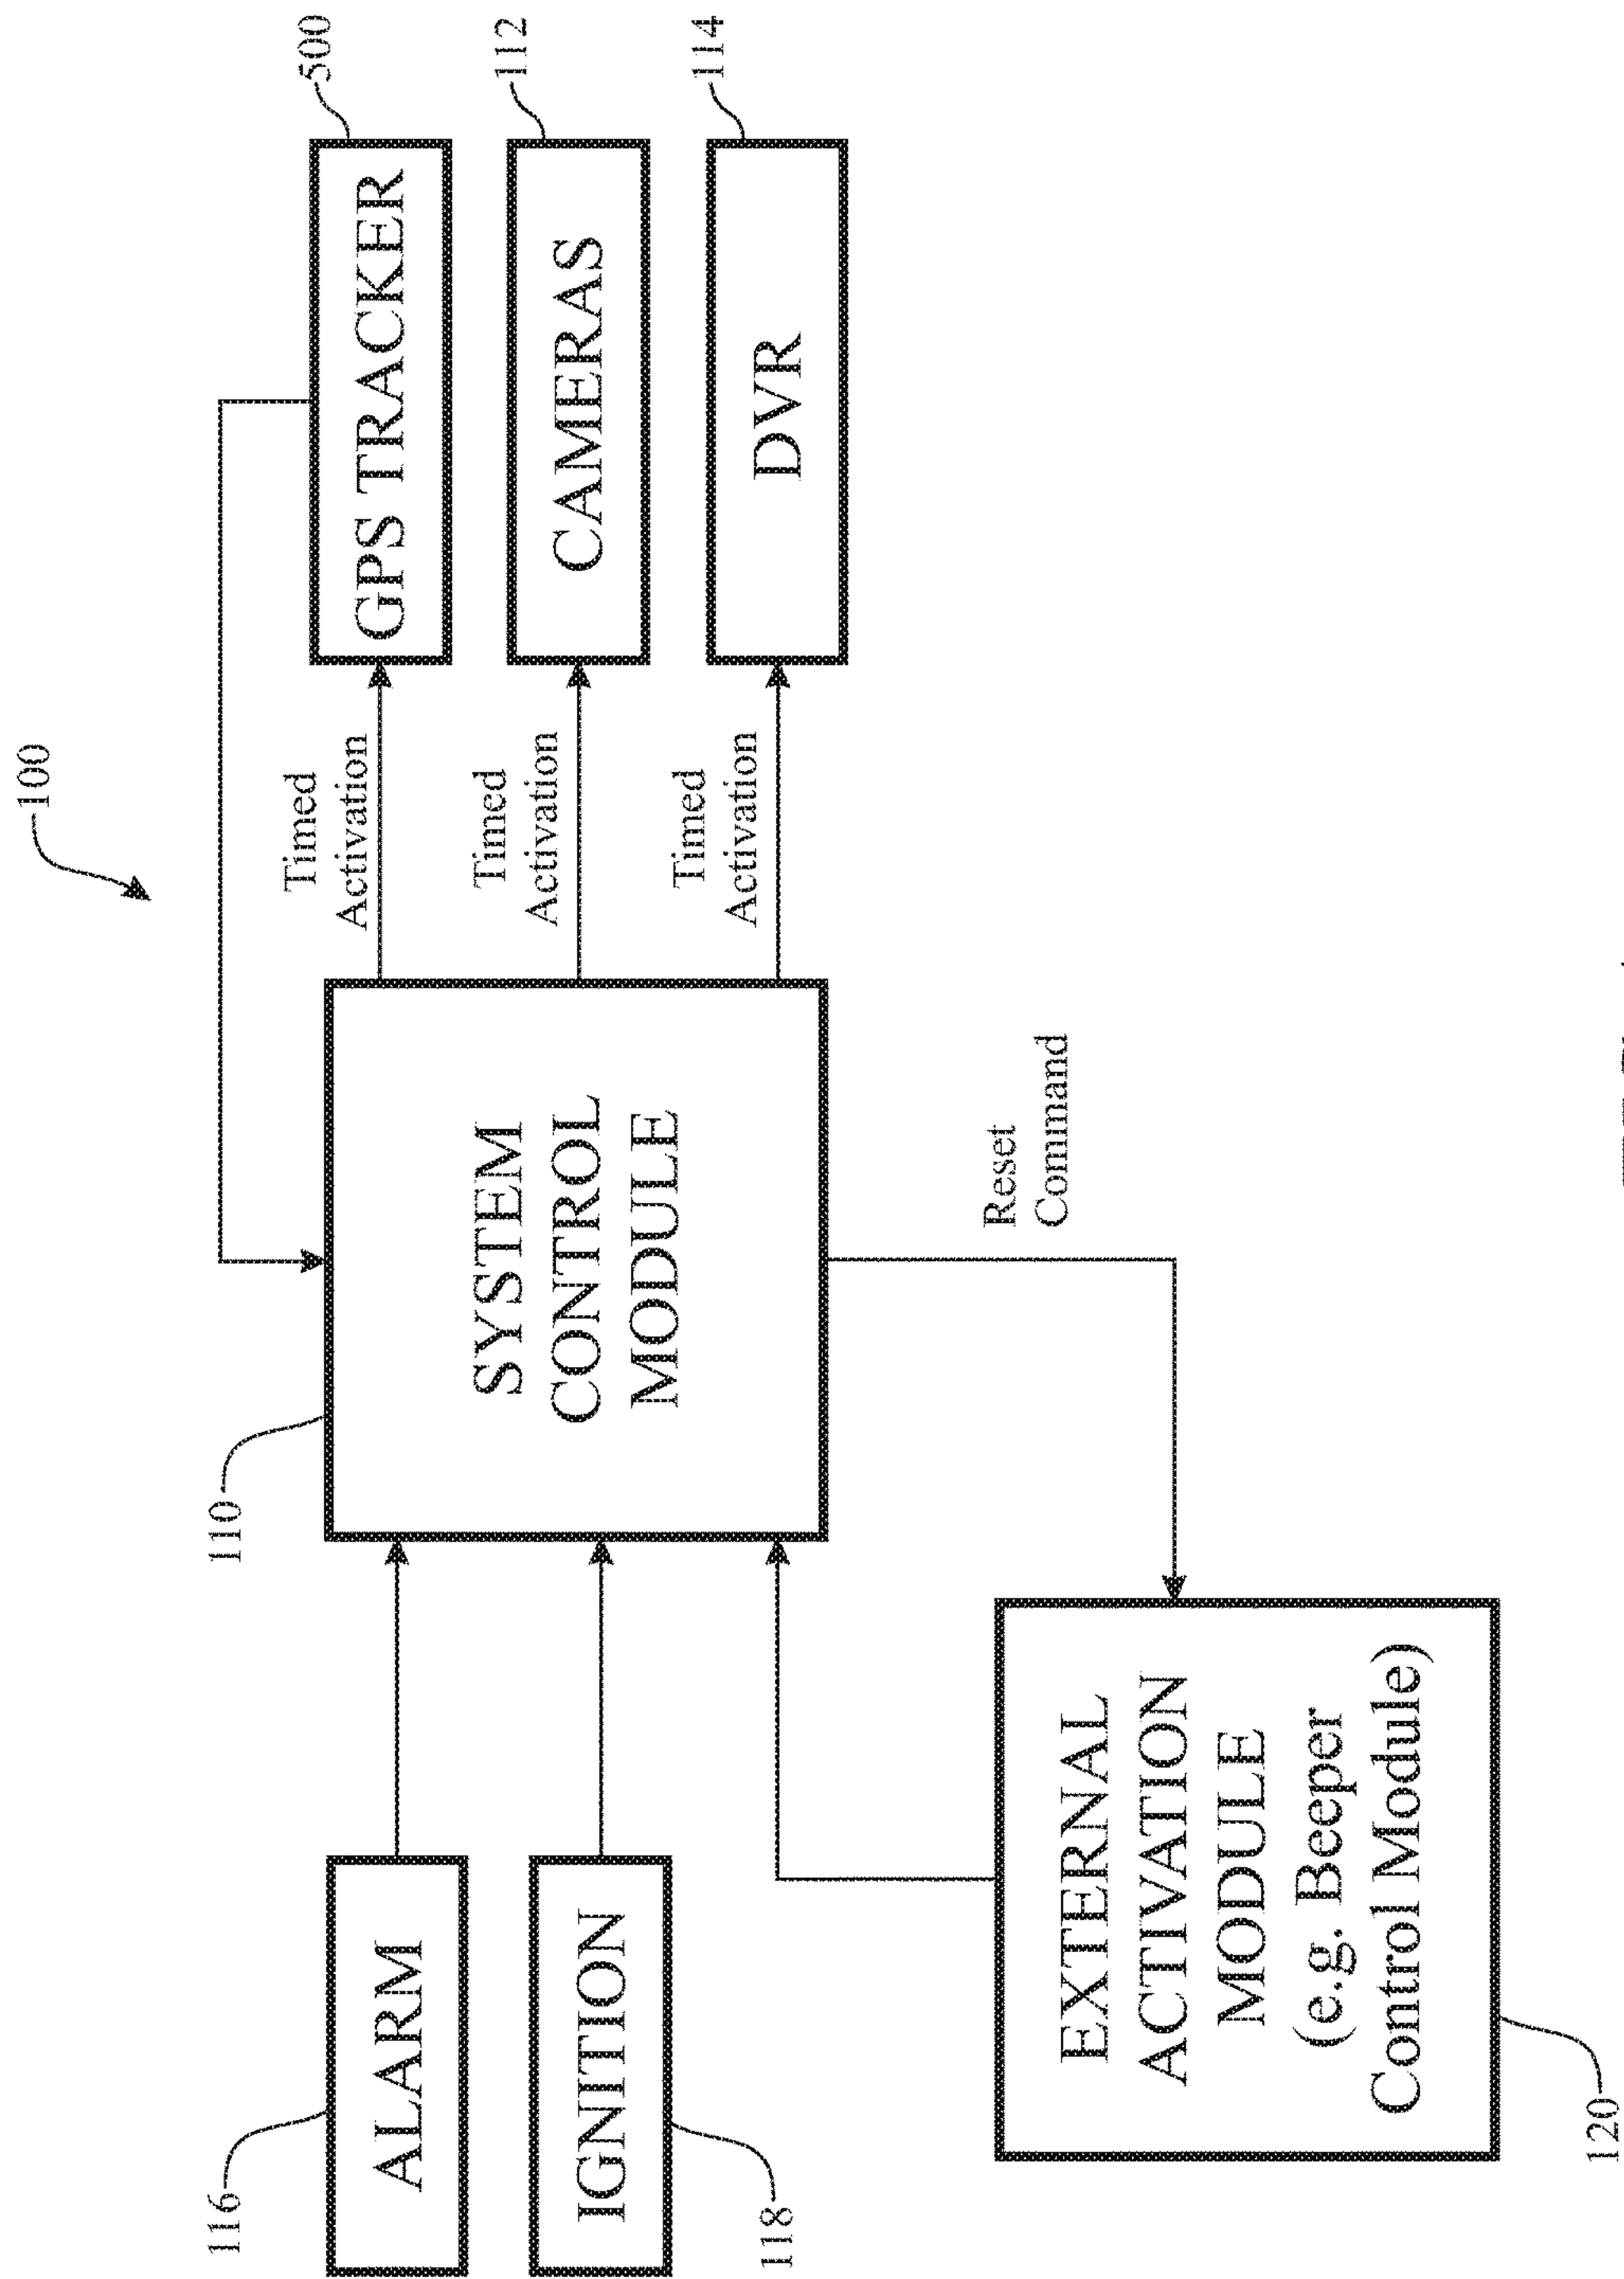 100
500
GPS TRACKER
Timed
Activation
112
CAMERAS
Timed
Activation
114
DVR
Timed
Activation
110
SYSTEM
CONTROL
MODULE
116
ALARM
118
IGNITION
Reset
Command
EXTERNAL
ACTIVATION
MODULE
(e.g. Beeper
Control Module)
120